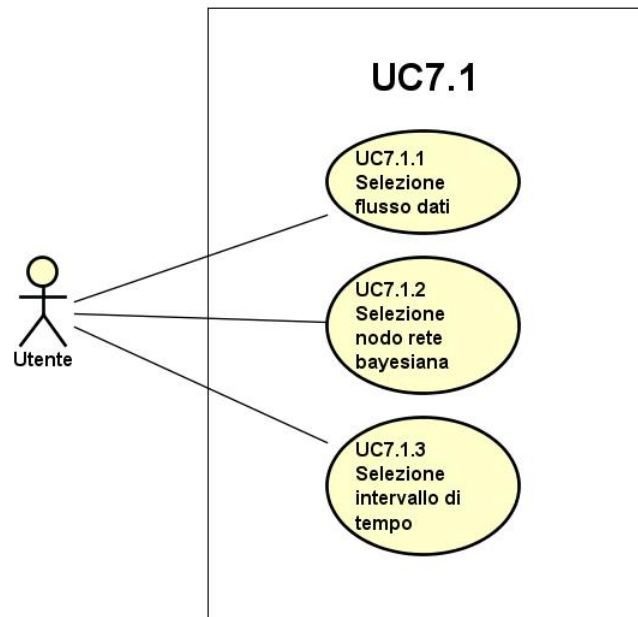 UC7.1
UC7.1.1
Selezione
flusso dati
UC7.1.2
Selezione
nodo rete
bayesiana
Utente
UC7.1.3
Selezione
intervallo di
tempo